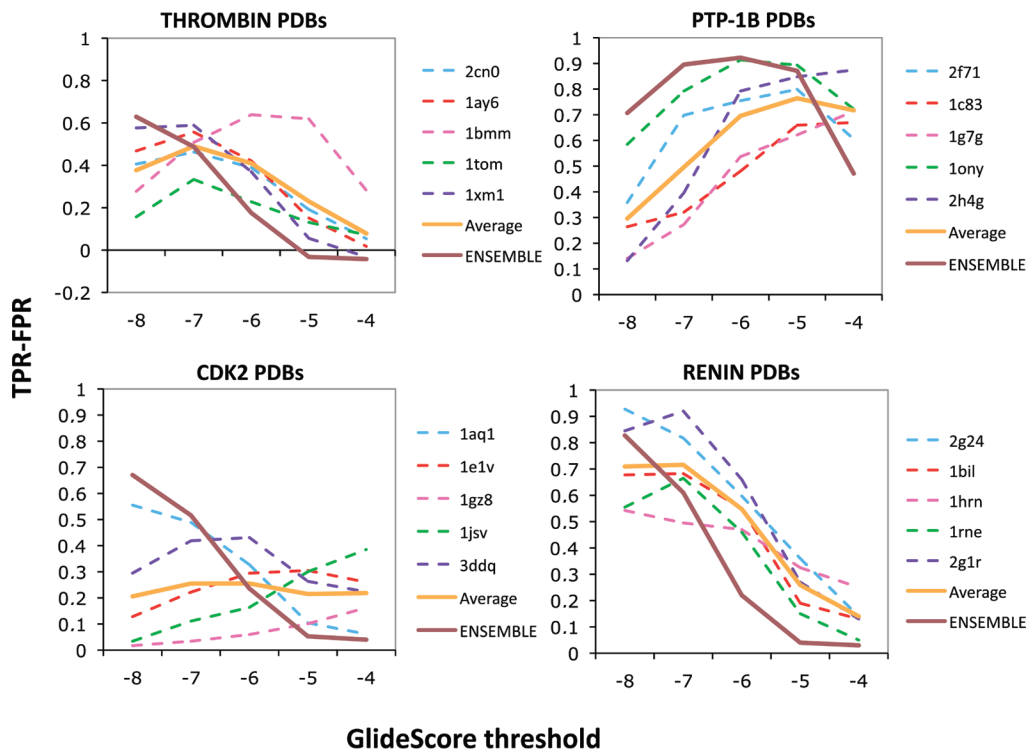 THROMBIN PDBs
1
0.8
0.6
0.4
0.2
0
-0.2
-8 -7 -6 -5 -4
2cn0
1ay6
1bmm
1tom
1xm1
Average
ENSEMBLE
PTP-1B PDBs
1
0.9
0.8
0.7
0.6
0.5
0.4
0.3
0.2
0.1
0
-8 -7 -6 -5 -4
2f71
1c83
1g7g
1ony
2h4g
Average
ENSEMBLE
TPR-FPR
CDK2 PDBs
1
0.9
0.8
0.7
0.6
0.5
0.4
0.3
0.2
0.1
0
-8 -7 -6 -5 -4
1aq1
1e1v
1gz8
1jsv
3ddq
Average
ENSEMBLE
RENIN PDBs
1
0.9
0.8
0.7
0.6
0.5
0.4
0.3
0.2
0.1
0
-8 -7 -6 -5 -4
2g24
1bil
1hrn
1rne
2g1r
Average
ENSEMBLE
GlideScore threshold